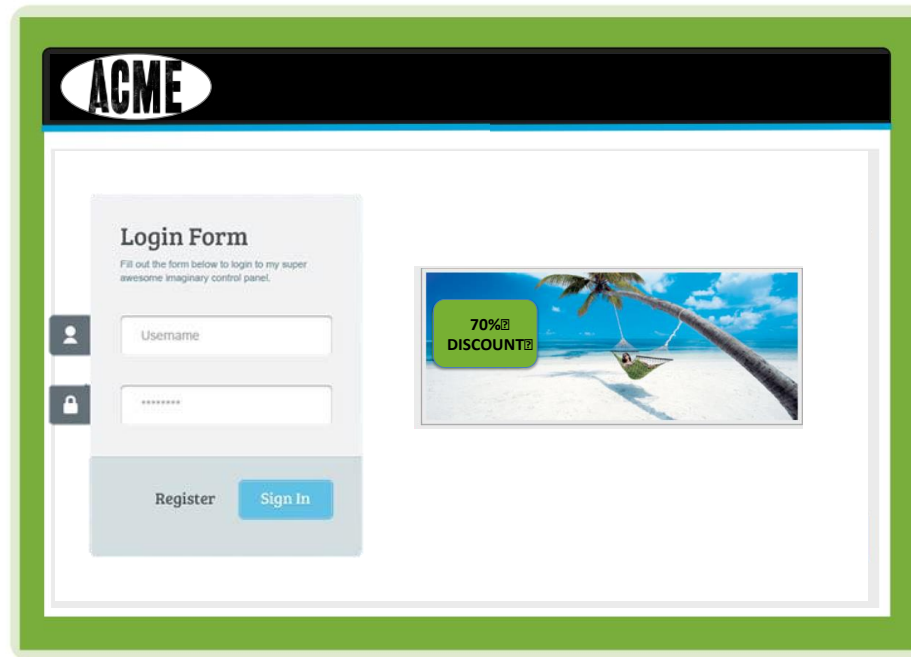 ACME
Login Form
Fill out the form below to login to my super
awesome imaginary control panel.
Username
********
Register
Sign In
70%
DISCOUNT